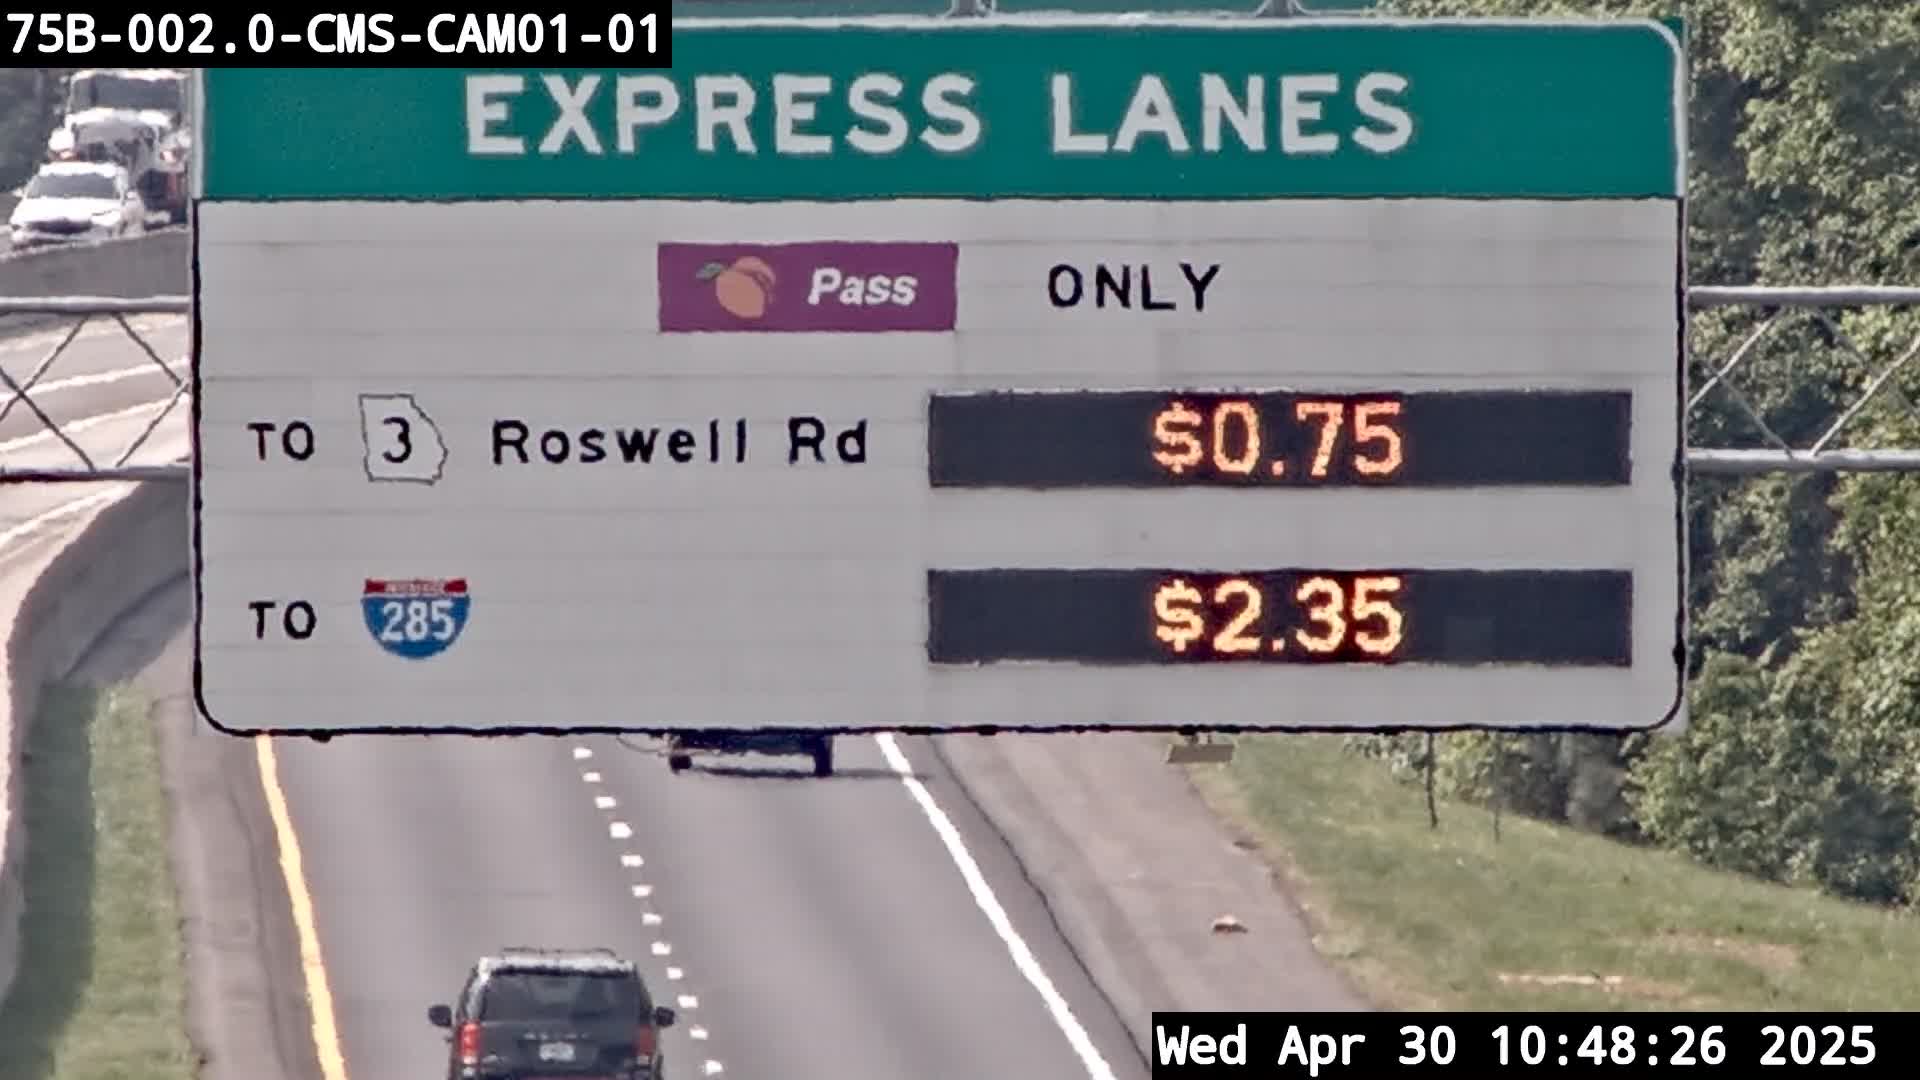 75B-002.0-CMS-CAM01-01
EXPRESS LANES
Pass ONLY
TO 3 Roswell Rd $0.75
TO 285 $2.35
Wed Apr 30 10:48:26 2025